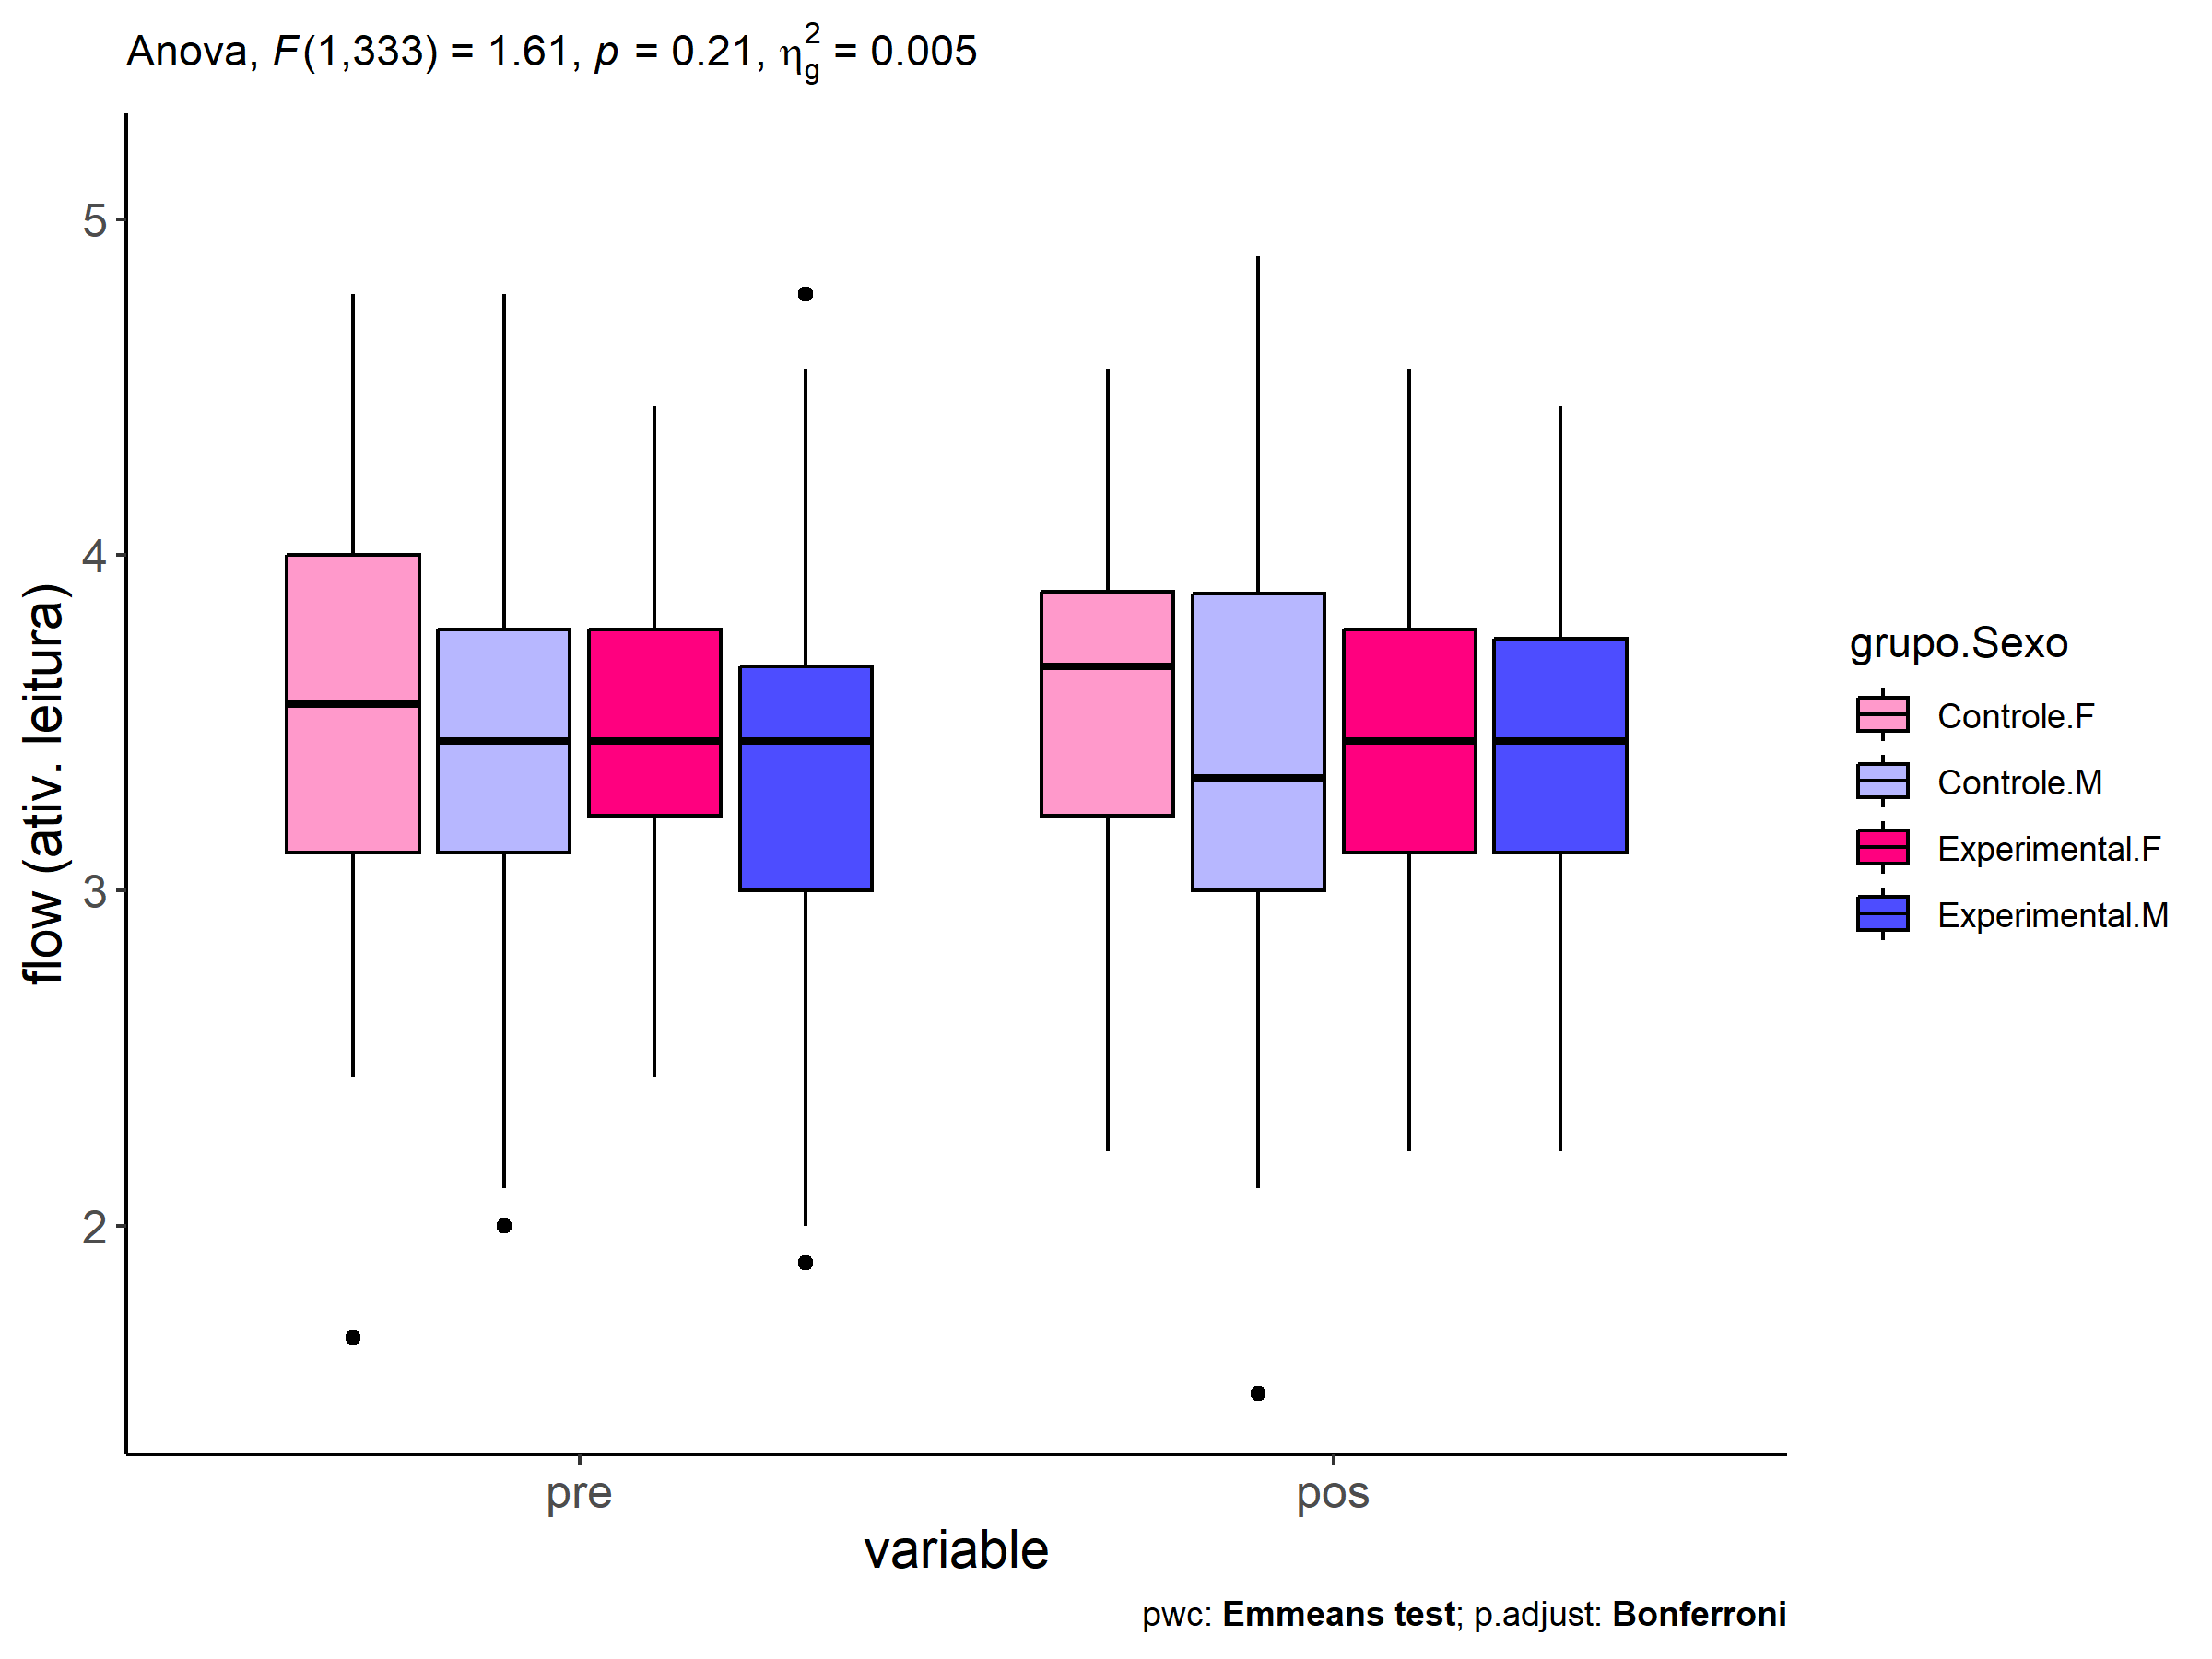 Anova, F(1,333) = 1.61, p = 0.21, η²g = 0.005
flow (ativ. leitura)
5
4
3
2
pre
pos
variable
grupo.Sexo
Controle.F
Controle.M
Experimental.F
Experimental.M
pwc: Emmeans test; p.adjust: Bonferroni